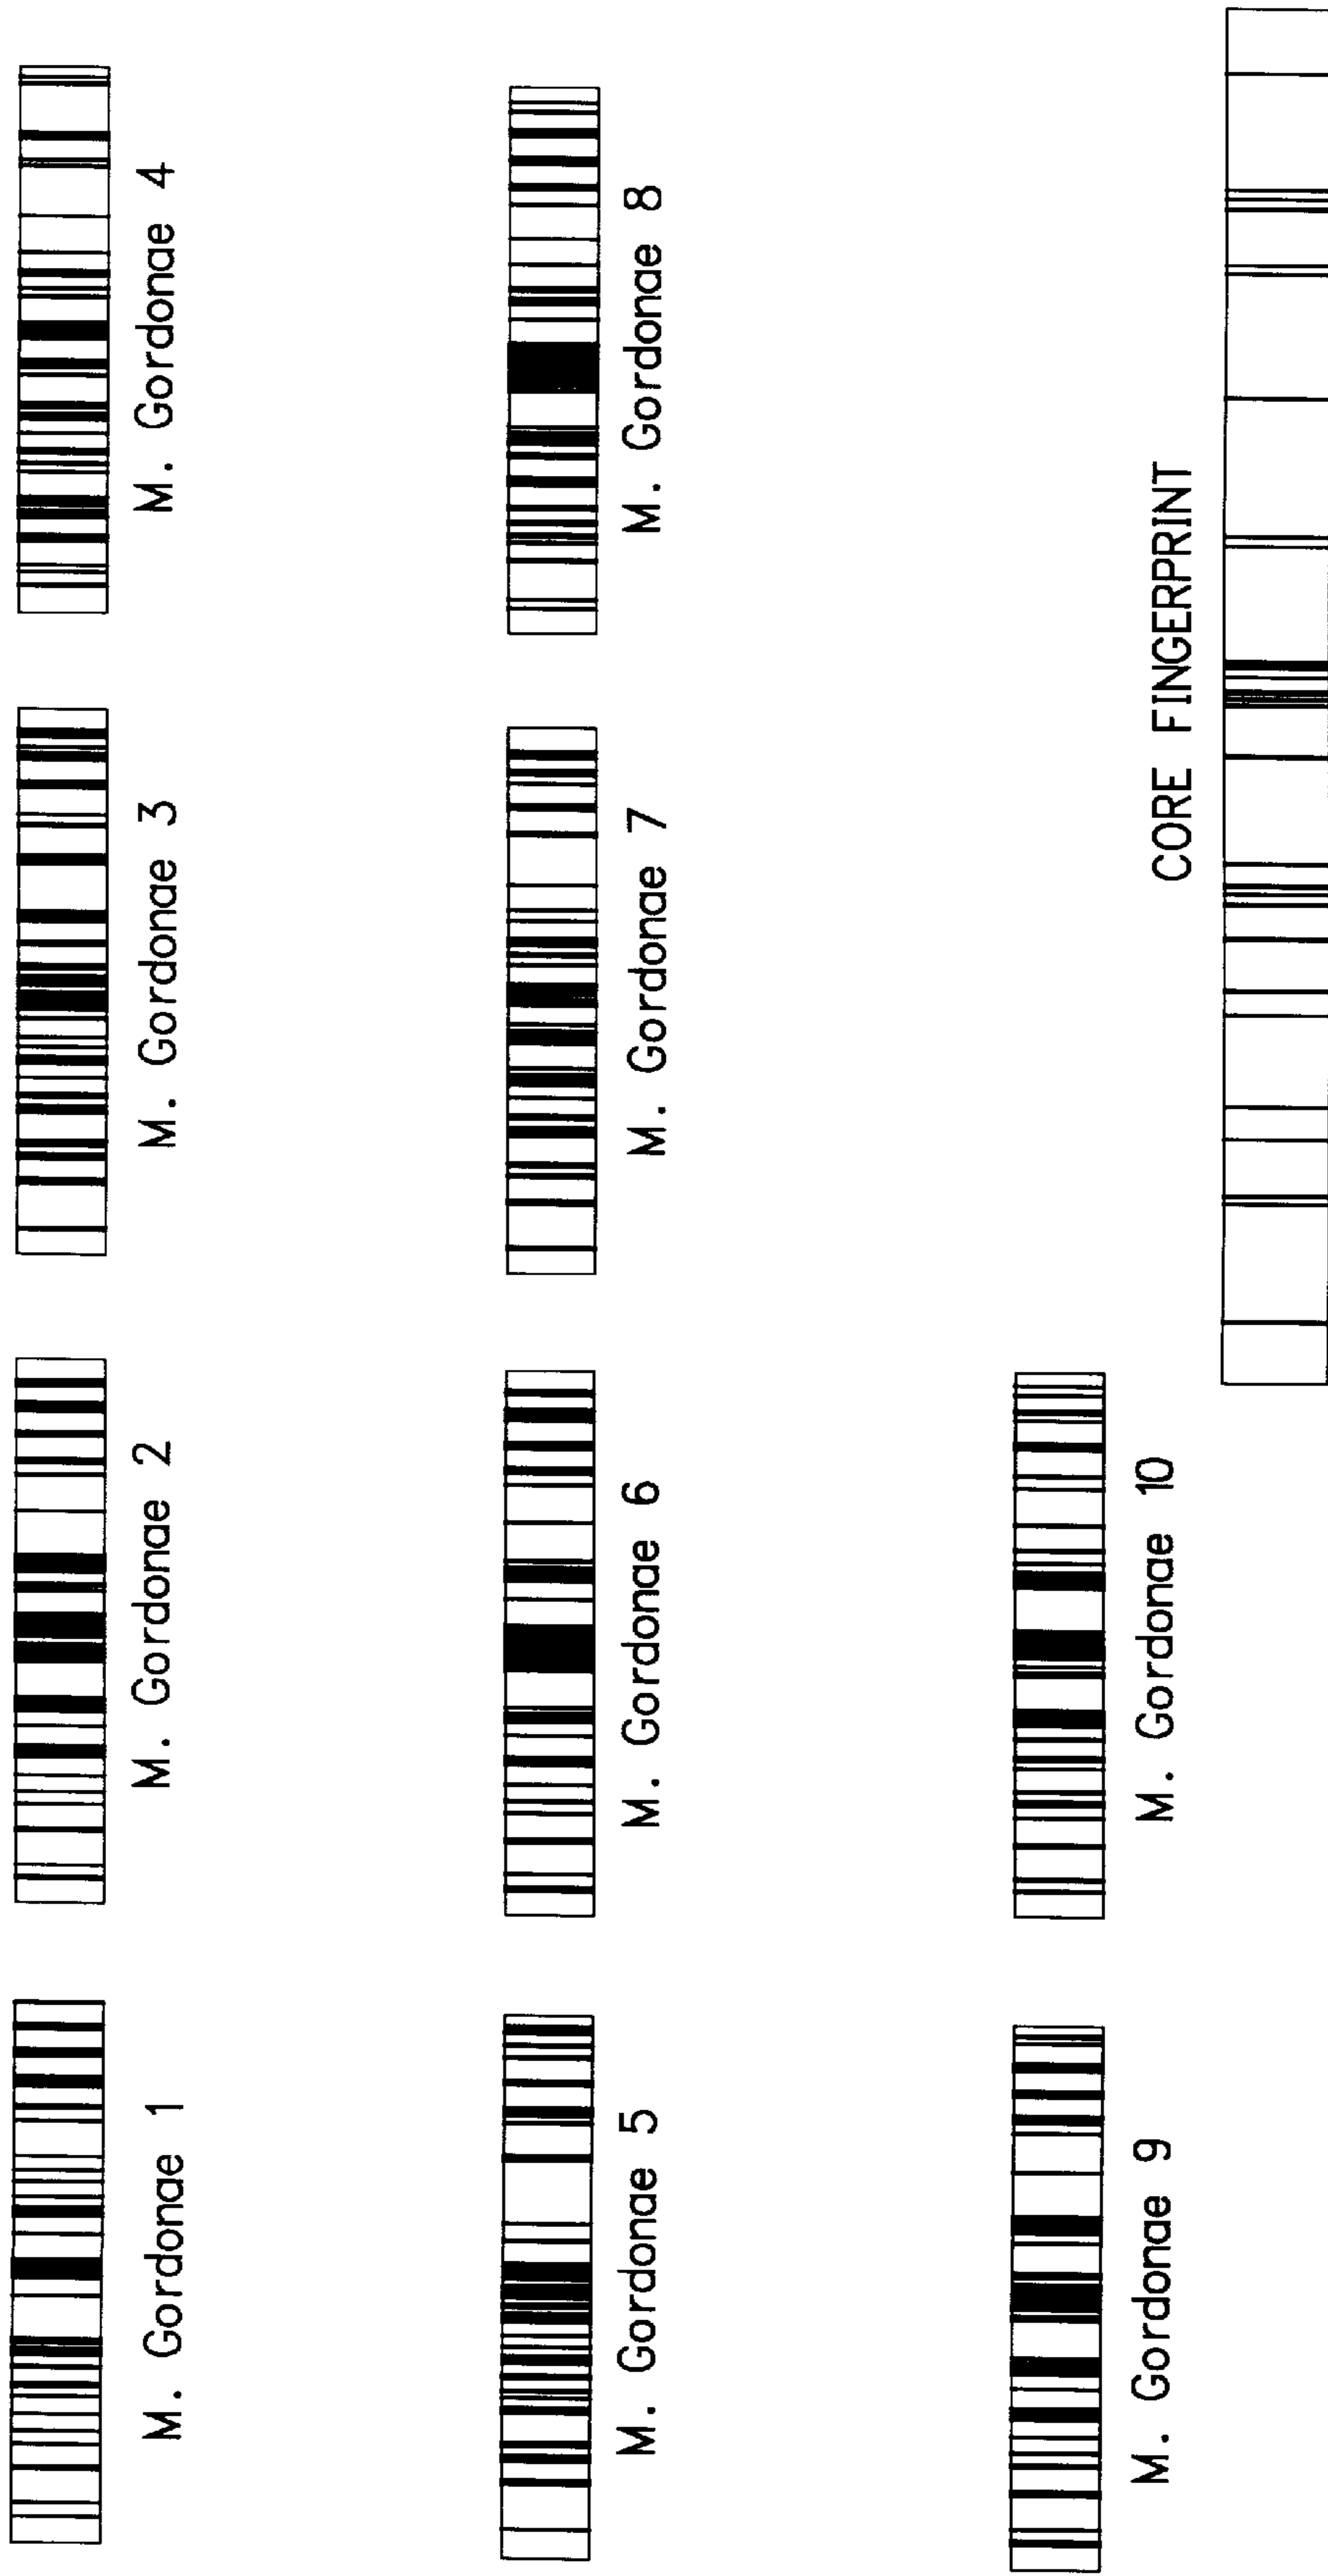 M. Gordonae 1
M. Gordonae 2
M. Gordonae 3
M. Gordonae 4
M. Gordonae 5
M. Gordonae 6
M. Gordonae 7
M. Gordonae 8
M. Gordonae 9
M. Gordonae 10
CORE FINGERPRINT